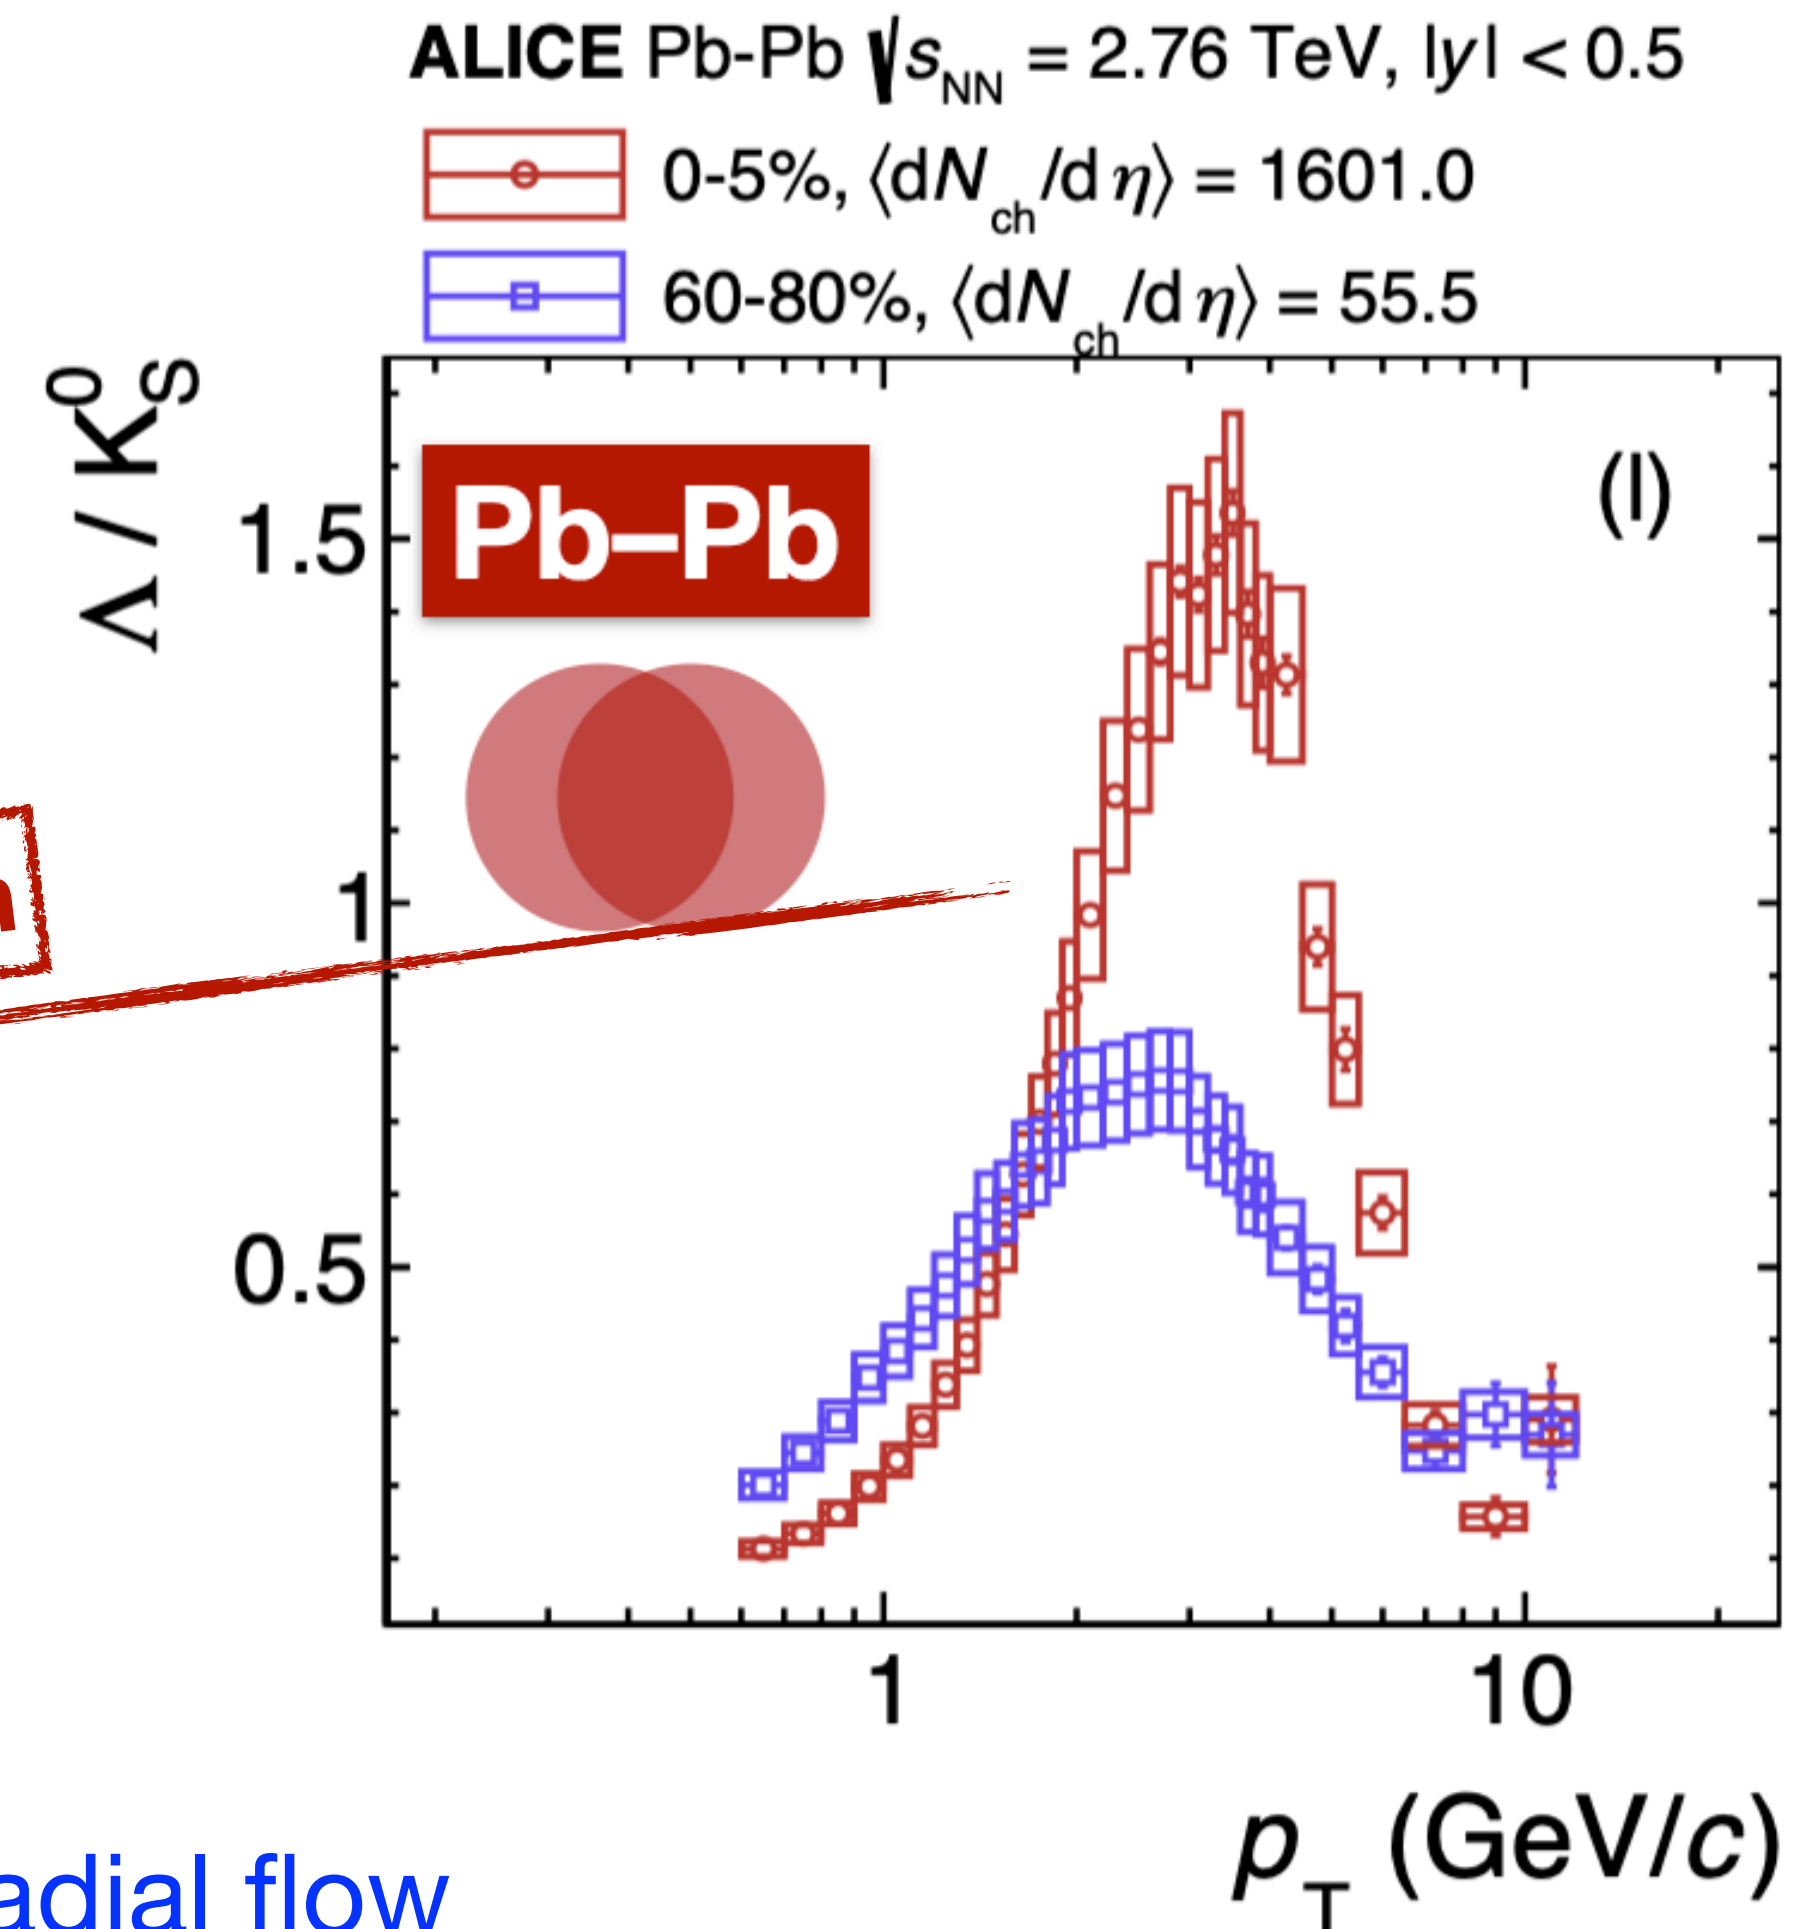 ALICE Pb-Pb √sNN = 2.76 TeV, |y| < 0.5
0-5%, ⟨dNch/dη⟩ = 1601.0
60-80%, ⟨dNch/dη⟩ = 55.5
Λ / K0S
(l)
Pb–Pb
1.5
1
0.5
1
10
pT (GeV/c)
adial flow